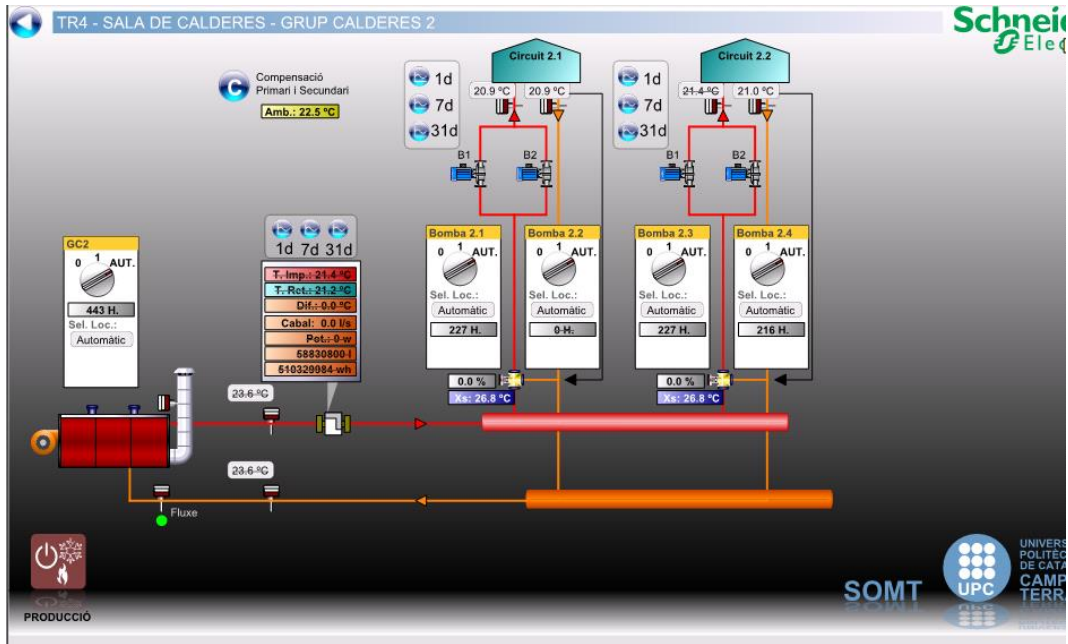 TR4 - SALA DE CALDERES - GRUP CALDERES 2
Schneid
Elec
C
Compensació
Primari i Secundari
Amb.: 22.5 ºC
1d
7d
31d
Circuit 2.1
20.9 ºC
20.9 ºC
B1
B2
1d
7d
31d
Circuit 2.2
21.4 ºC
21.0 ºC
B1
B2
GC2
0 1 AUT.
443 H.
Sel. Loc.:
Automàtic
1d 7d 31d
T. Imp.: 21.4 ºC
T. Ret.: 21.2 ºC
Dif.: 0.0 ºC
Cabal: 0.0 l/s
Pot.: 0 w
58830800 l
510329984 wh
Bomba 2.1
0 1 AUT.
Sel. Loc.:
Automàtic
227 H.
Bomba 2.2
0 1 AUT.
Sel. Loc.:
Automàtic
0 H.
Bomba 2.3
0 1 AUT.
Sel. Loc.:
Automàtic
227 H.
Bomba 2.4
0 1 AUT.
Sel. Loc.:
Automàtic
216 H.
0.0 %
Xs: 26.8 ºC
0.0 %
Xs: 26.8 ºC
23.6 ºC
23.6 ºC
Fluxe
PRODUCCIÓ
SOMT
UPC
UNIVERS
POLITÈC
DE CATA
CAMP
TERRA